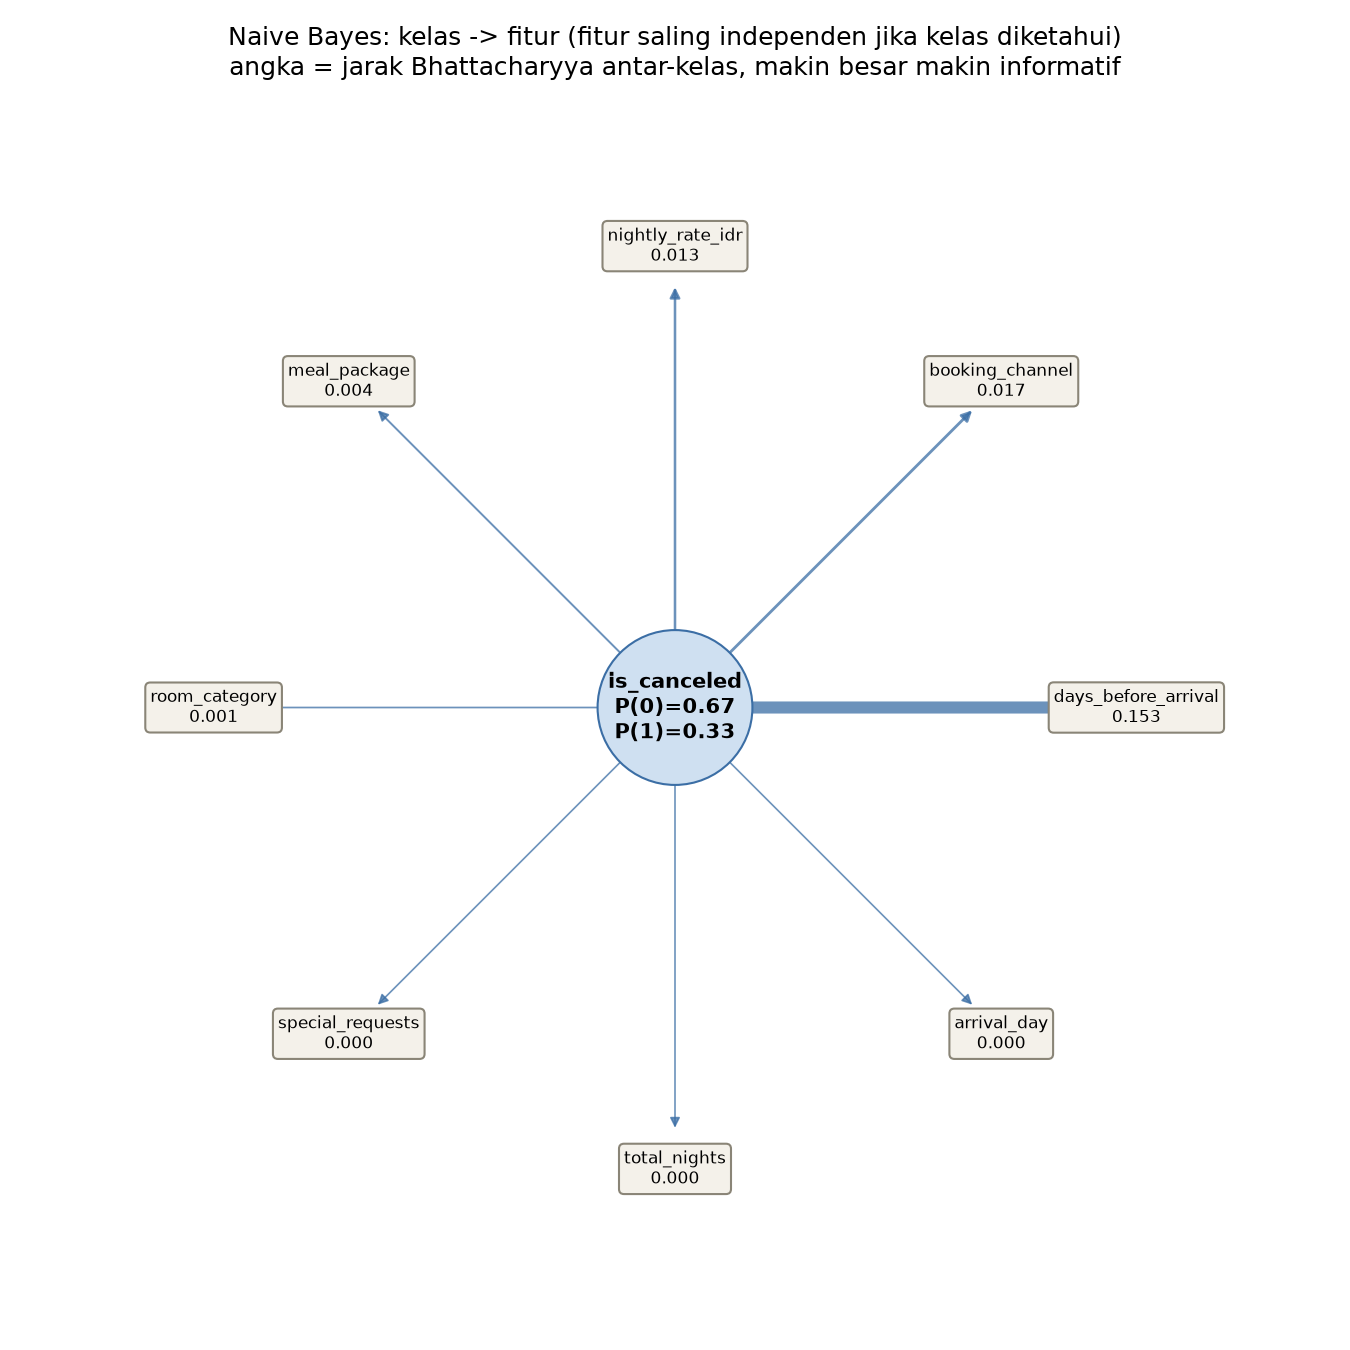 Naive Bayes: kelas -> fitur (fitur saling independen jika kelas diketahui)
angka = jarak Bhattacharyya antar-kelas, makin besar makin informatif
nightly_rate_idr
0.013
meal_package
0.004
booking_channel
0.017
room_category
0.001
is_canceled
P(0)=0.67
P(1)=0.33
days_before_arrival
0.153
special_requests
0.000
arrival_day
0.000
total_nights
0.000